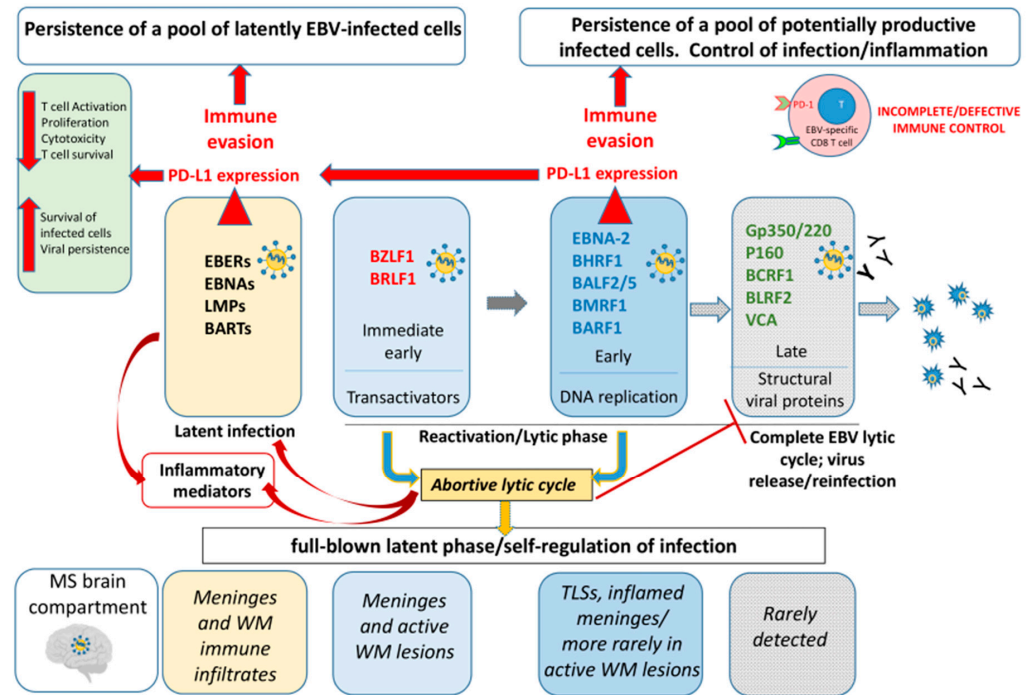 Persistence of a pool of latently EBV-infected cells
Persistence of a pool of potentially productive
infected cells. Control of infection/inflammation
T cell Activation
Proliferation
Cytotoxicity
T cell survival
Survival of
infected cells
Viral persistence
Immune
evasion
PD-L1 expression
Immune
evasion
PD-L1 expression
PD-1
T
EBV-specific
CD8 T cell
INCOMPLETE/DEFECTIVE
IMMUNE CONTROL
EBERs
EBNAs
LMPs
BARTs
Latent infection
BZLF1
BRLF1
Immediate
early
Transactivators
EBNA-2
BHRF1
BALF2/5
BMRF1
BARF1
Early
DNA replication
Gp350/220
P160
BCRF1
BLRF2
VCA
Late
Structural
viral proteins
Reactivation/Lytic phase
Complete EBV lytic
cycle; virus
release/reinfection
Inflammatory
mediators
Abortive lytic cycle
full-blown latent phase/self-regulation of infection
MS brain
compartment
Meninges
and WM
immune
infiltrates
Meninges
and active
WM lesions
TLSs, inflamed
meninges/
more rarely in
active WM lesions
Rarely
detected